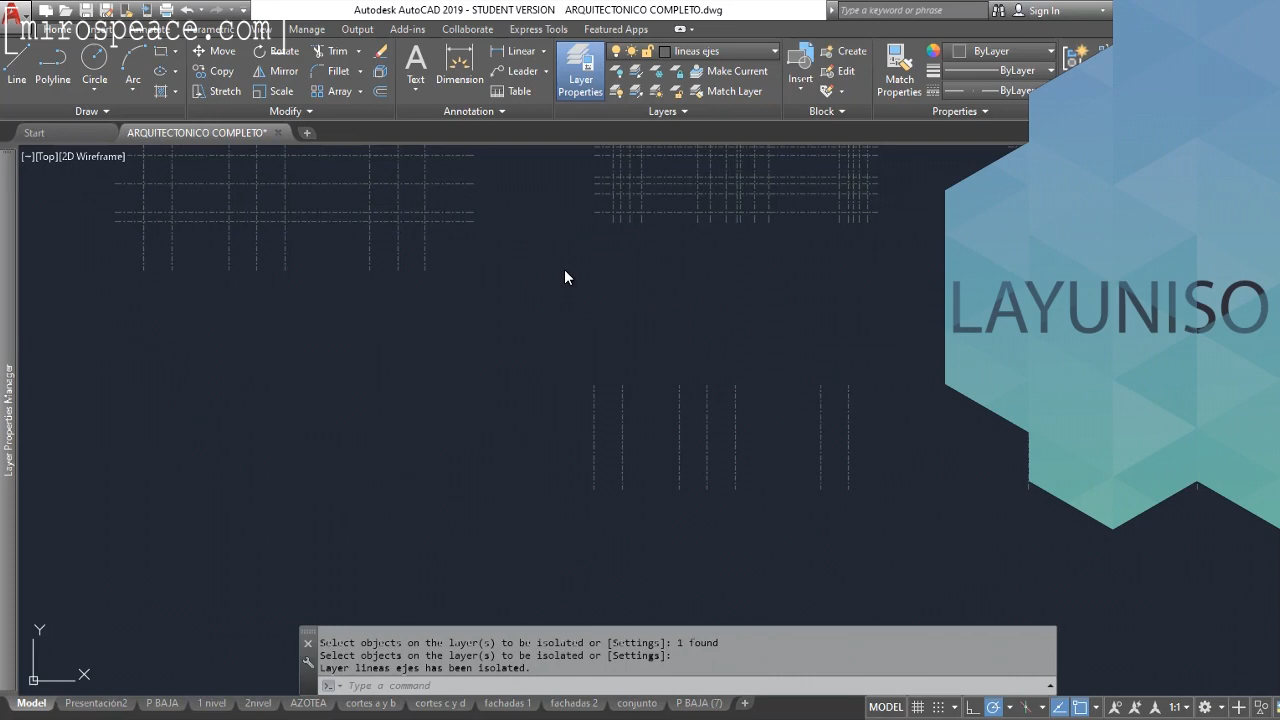 Autodesk AutoCAD 2019 - STUDENT VERSION ARQUITECTONICO COMPLETO.dwg
Type a keyword or phrase
Sign In
mirospeace.com
Manage Output Add-ins Collaborate Express Tools Featured Apps
Line Polyline Circle Arc
Move Rotate Trim
Copy Mirror Fillet
Stretch Scale Array
Text Dimension
Linear
Leader
Table
Layer Properties
lineas ejes
Make Current
Match Layer
Insert
Create
Edit
Match Properties
ByLayer
ByLayer
ByLayer
Draw Modify Annotation Layers Block Properties
Start ARQUITECTONICO COMPLETO*
[−][Top][2D Wireframe]
LAYUNISO
Layer Properties Manager
Y
X
Select objects on the layer(s) to be isolated or [Settings]: 1 found
Select objects on the layer(s) to be isolated or [Settings]:
Layer lineas ejes has been isolated.
Type a command
Model Presentación2 P BAJA 1 nivel 2nivel AZOTEA cortes a y b cortes c y d fachadas 1 fachadas 2 conjunto P BAJA (7)
MODEL 1:1